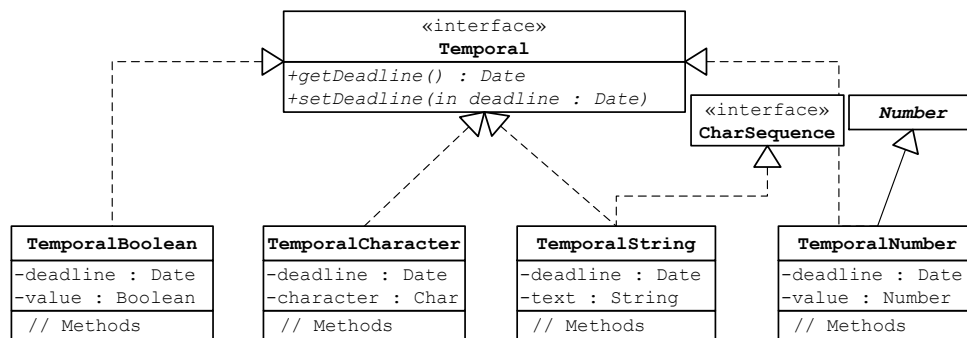 «interface»
Temporal
+getDeadline() : Date
+setDeadline(in deadline : Date)
«interface»
CharSequence
Number
TemporalBoolean
-deadline : Date
-value : Boolean
// Methods
TemporalCharacter
-deadline : Date
-character : Char
// Methods
TemporalString
-deadline : Date
-text : String
// Methods
TemporalNumber
-deadline : Date
-value : Number
// Methods